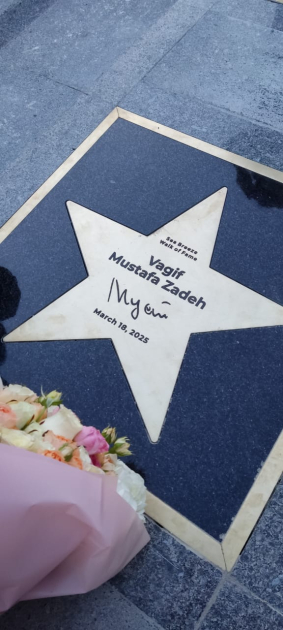 Sea Breeze
Walk of Fame
Vagif
Mustafa Zadeh
March 18, 2025